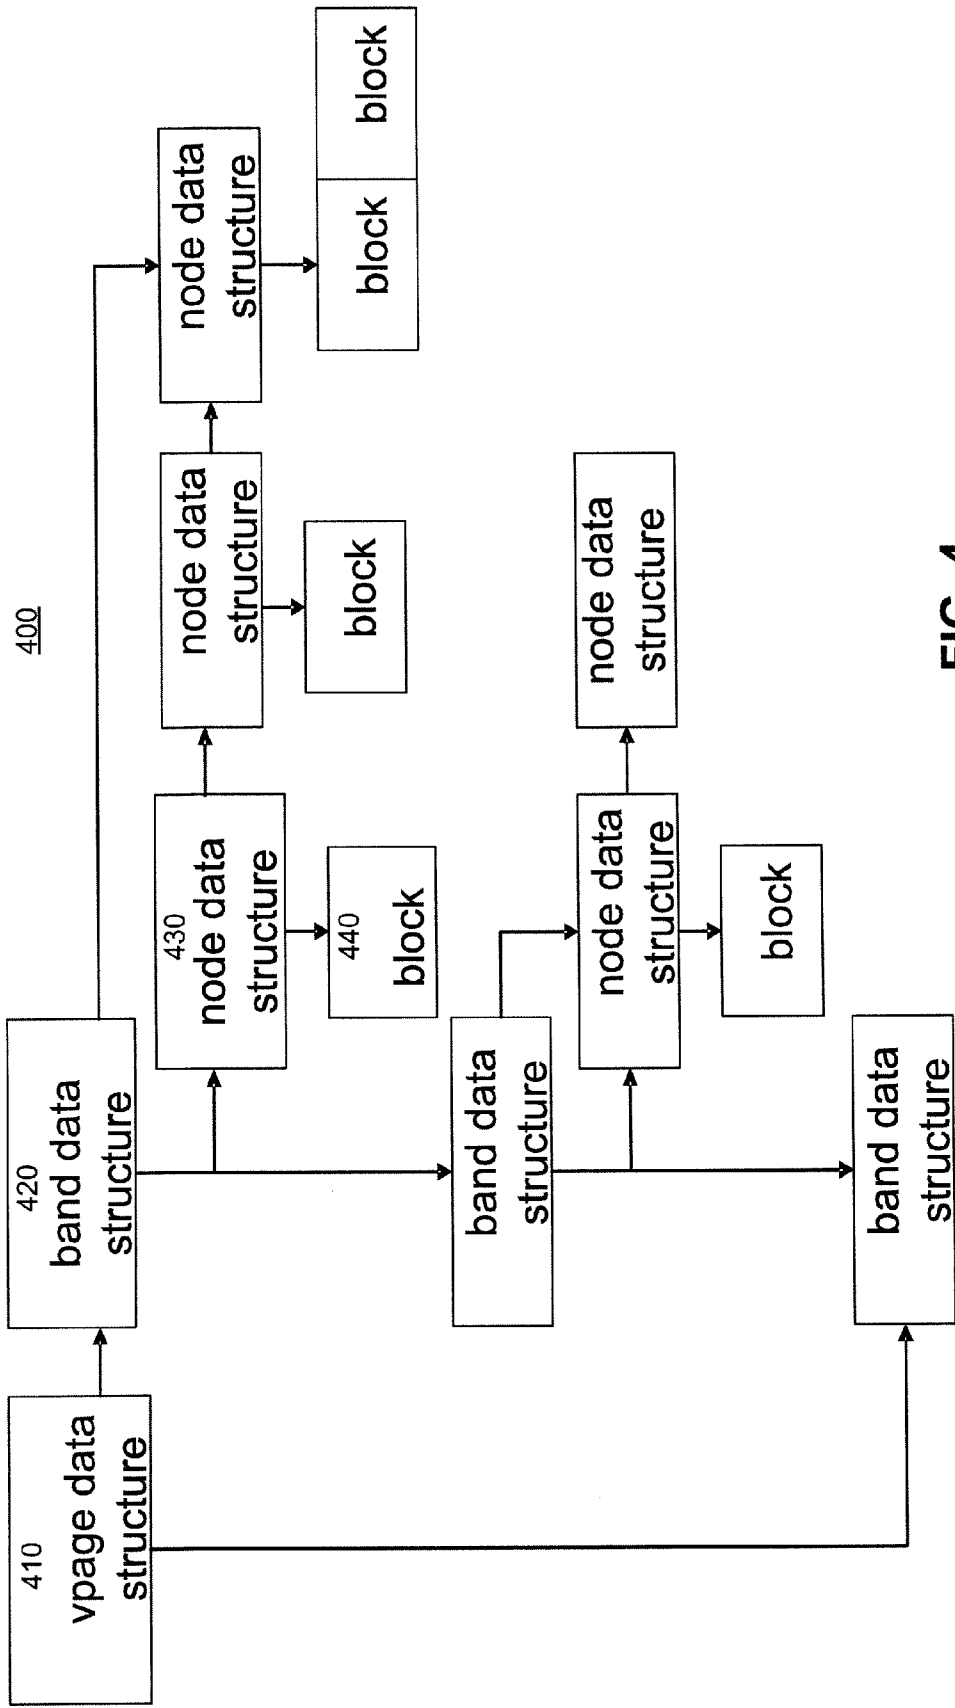 400
410
vpage data
structure
420
band data
structure
430
node data
structure
node data
structure
node data
structure
440
block
block
block
block
band data
structure
node data
structure
node data
structure
block
band data
structure
FIG. 4